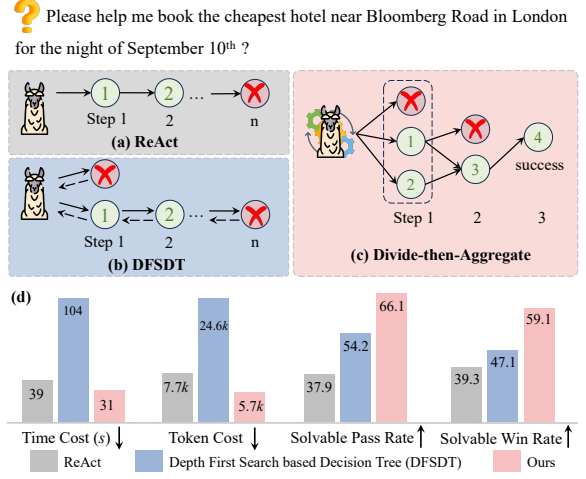 Please help me book the cheapest hotel near Bloomberg Road in London
for the night of September 10th ?
1 2 ...
Step 1 2 n
(a) ReAct
1 2 ...
Step 1 2 n
(b) DFSDT
1
2
3
4
success
Step 1 2 3
(c) Divide-then-Aggregate
(d)
39 104 31
7.7k 24.6k 5.7k
37.9 54.2 66.1
39.3 47.1 59.1
Time Cost (s) ↓ Token Cost ↓ Solvable Pass Rate ↑ Solvable Win Rate ↑
ReAct Depth First Search based Decision Tree (DFSDT) Ours